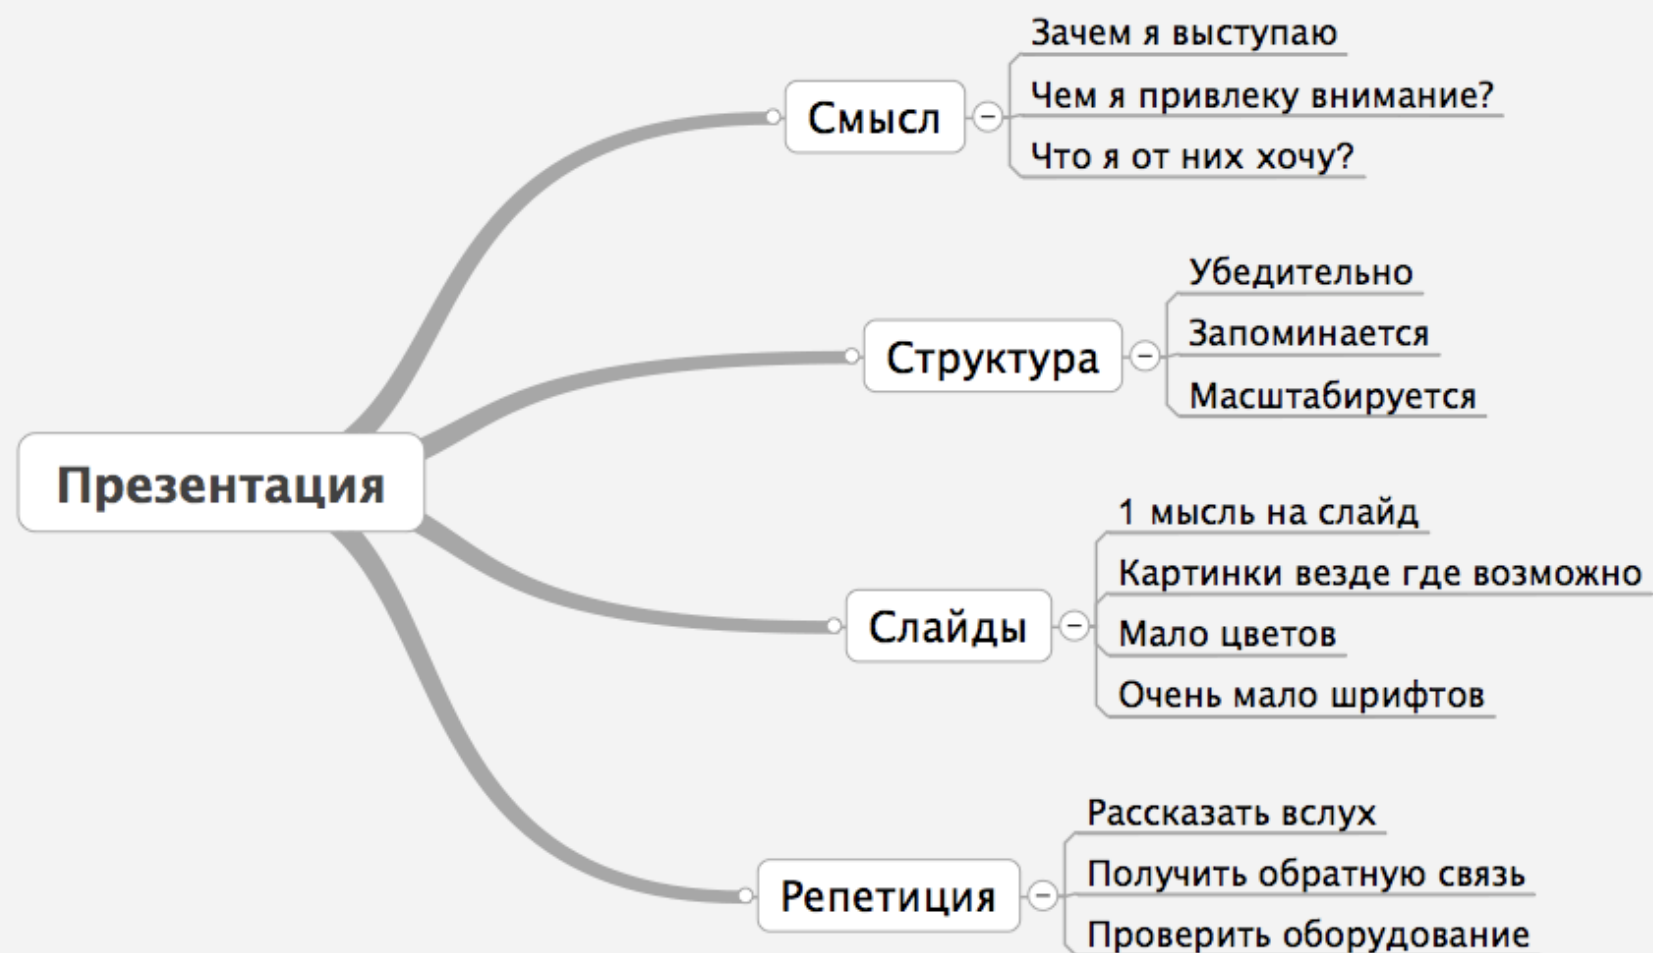 Презентация
Смысл
Зачем я выступаю
Чем я привлеку внимание?
Что я от них хочу?
Структура
Убедительно
Запоминается
Масштабируется
Слайды
1 мысль на слайд
Картинки везде где возможно
Мало цветов
Очень мало шрифтов
Репетиция
Рассказать вслух
Получить обратную связь
Проверить оборудование